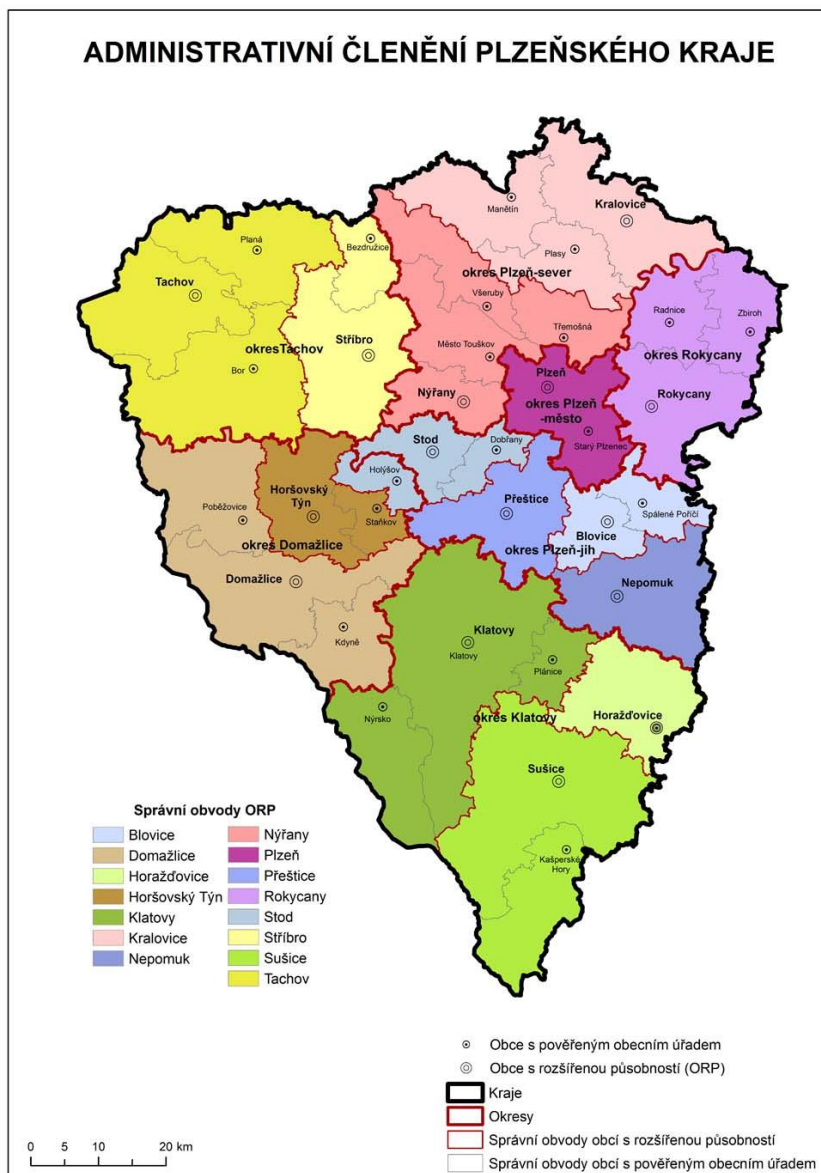 ADMINISTRATIVNÍ ČLENĚNÍ PLZEŇSKÉHO KRAJE
Manětín
Kralovice
Bezdružice
Planá
Plasy
okres Plzeň-sever
Tachov
Všeruby
Radnice
Zbiroh
Třemošná
okres Tachov
Stříbro
Město Touškov
okres Rokycany
Bor
Plzeň
Nýřany
okres Plzeň
-město
Rokycany
Starý Plzenec
Stod
Dobřany
Holýšov
Horšovský
Týn
Přeštice
Poběžovice
Staňkov
Spálené Poříčí
Blovice
okres Domažlice
okres Plzeň-jih
Domažlice
Nepomuk
Kdyně
Klatovy
Klatovy
Plánice
Nýrsko
okres Klatovy
Horažďovice
Sušice
Kašperské
Hory
Správní obvody ORP
Blovice
Domažlice
Horažďovice
Horšovský Týn
Klatovy
Kralovice
Nepomuk
Nýřany
Plzeň
Přeštice
Rokycany
Stod
Stříbro
Sušice
Tachov
Obce s pověřeným obecním úřadem
Obce s rozšířenou působností (ORP)
Kraje
Okresy
Správní obvody obcí s rozšířenou působností
Správní obvody obcí s pověřeným obecním úřadem
0 5 10 20 km